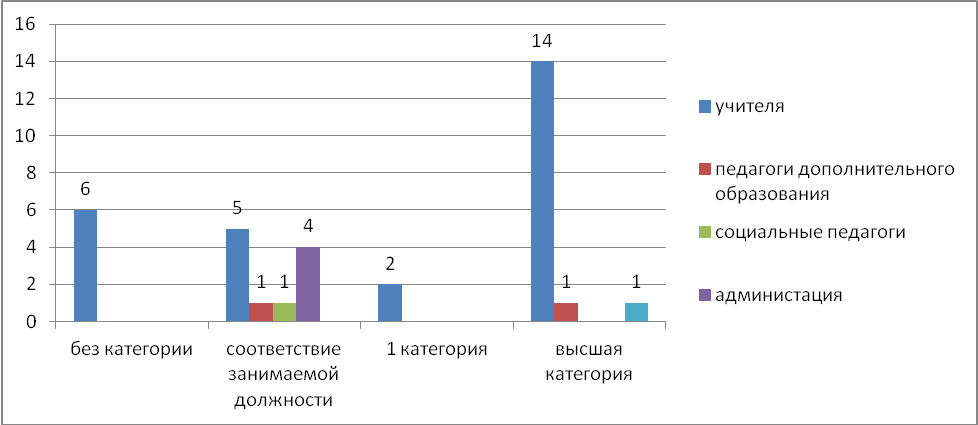 16
14
12
10
8
6
4
2
0
6
5
1
1
4
2
14
1
1
без категории
соответствие
занимаемой
должности
1 категория
высшая
категория
учителя
педагоги дополнительного
образования
социальные педагоги
администация